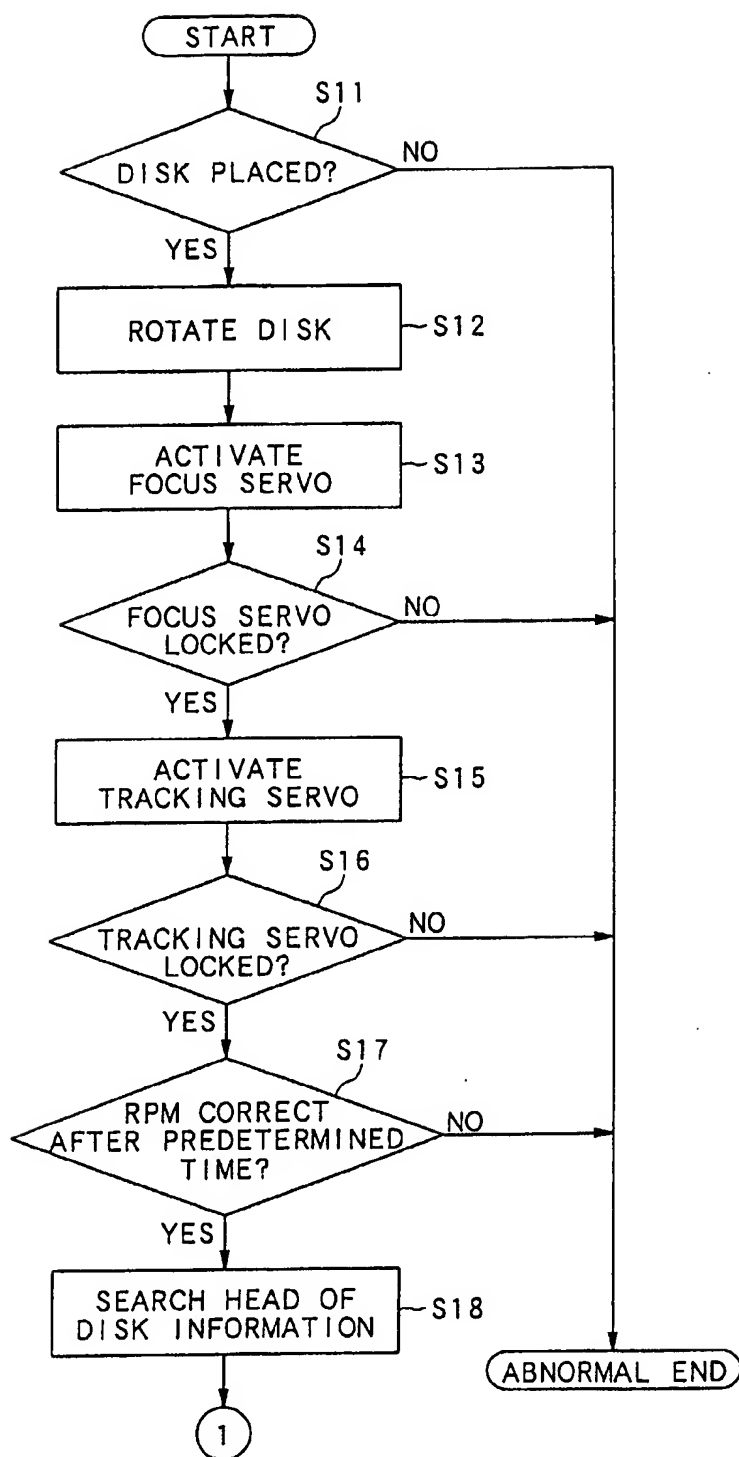 START
S11
DISK PLACED?
NO
YES
ROTATE DISK
S12
ACTIVATE
FOCUS SERVO
S13
S14
FOCUS SERVO
LOCKED?
NO
YES
ACTIVATE
TRACKING SERVO
S15
S16
TRACKING SERVO
LOCKED?
NO
YES
S17
RPM CORRECT
AFTER PREDETERMINED
TIME?
NO
YES
SEARCH HEAD OF
DISK INFORMATION
S18
ABNORMAL END
1